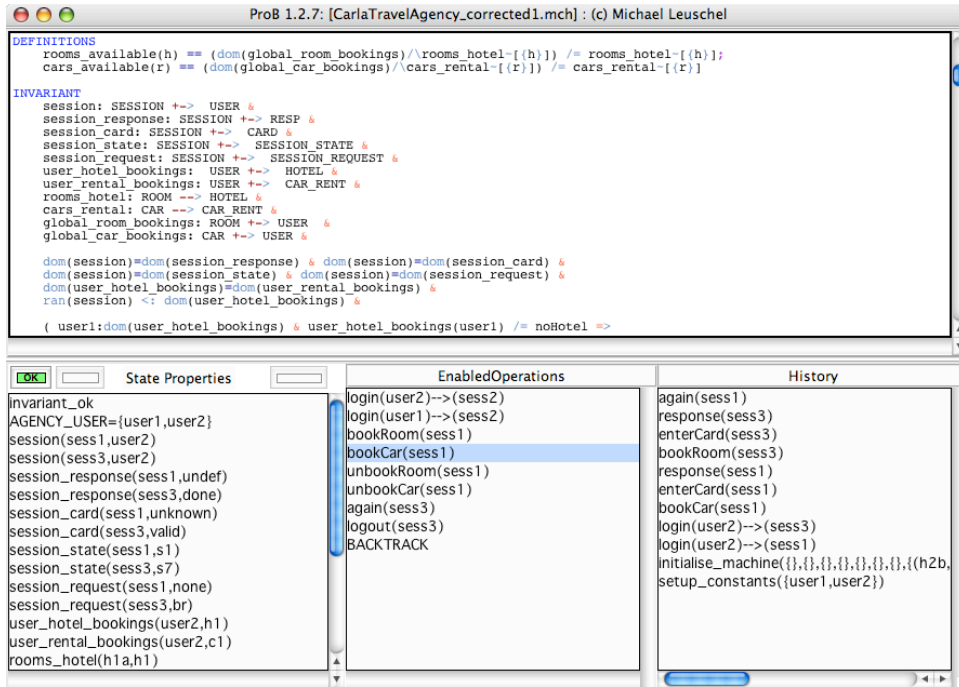 ProB 1.2.7: [CarlaTravelAgency_corrected1.mch] : (c) Michael Leuschel
DEFINITIONS
rooms_available(h) == (dom(global_room_bookings)/\rooms_hotel~[{h}]) /= rooms_hotel~[{h}];
cars_available(r) == (dom(global_car_bookings)/\cars_rental~[{r}]) /= cars_rental~[{r}]
INVARIANT
session: SESSION +-> USER &
session_response: SESSION +-> RESP &
session_card: SESSION +-> CARD &
session_state: SESSION +-> SESSION_STATE &
session_request: SESSION +-> SESSION_REQUEST &
user_hotel_bookings: USER +-> HOTEL &
user_rental_bookings: USER +-> CAR_RENT &
rooms_hotel: ROOM --> HOTEL &
cars_rental: CAR --> CAR_RENT &
global_room_bookings: ROOM +-> USER &
global_car_bookings: CAR +-> USER &
dom(session)=dom(session_response) & dom(session)=dom(session_card) &
dom(session)=dom(session_state) & dom(session)=dom(session_request) &
dom(user_hotel_bookings)=dom(user_rental_bookings) &
ran(session) <: dom(user_hotel_bookings) &
( user1:dom(user_hotel_bookings) & user_hotel_bookings(user1) /= noHotel =>
OK State Properties
invariant_ok
AGENCY_USER={user1,user2}
session(sess1,user2)
session(sess3,user2)
session_response(sess1,undef)
session_response(sess3,done)
session_card(sess1,unknown)
session_card(sess3,valid)
session_state(sess1,s1)
session_state(sess3,s7)
session_request(sess1,none)
session_request(sess3,br)
user_hotel_bookings(user2,h1)
user_rental_bookings(user2,c1)
rooms_hotel(h1a,h1)
EnabledOperations
login(user2)-->(sess2)
login(user1)-->(sess2)
bookRoom(sess1)
bookCar(sess1)
unbookRoom(sess1)
unbookCar(sess1)
again(sess3)
logout(sess3)
BACKTRACK
History
again(sess1)
response(sess3)
enterCard(sess3)
bookRoom(sess3)
response(sess1)
enterCard(sess1)
bookCar(sess1)
login(user2)-->(sess3)
login(user2)-->(sess1)
initialise_machine({},{},{},{},{},{},{},{(h2b,
setup_constants({user1,user2})